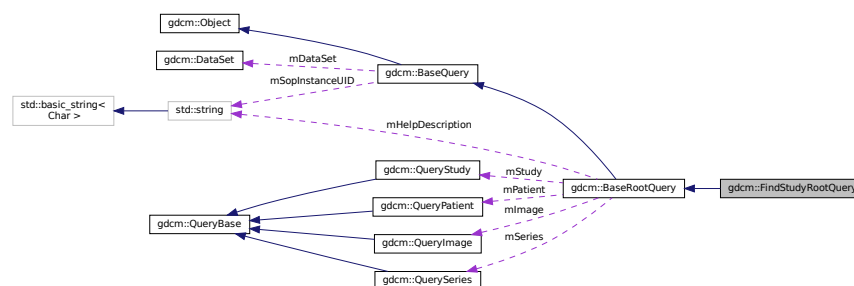 gdcm::Object
gdcm::DataSet
mDataSet
gdcm::BaseQuery
mSopInstanceUID
std::basic_string<
Char >
std::string
mHelpDescription
gdcm::QueryStudy
mStudy
gdcm::BaseRootQuery
gdcm::FindStudyRootQuery
mPatient
gdcm::QueryPatient
mImage
gdcm::QueryBase
gdcm::QueryImage
mSeries
gdcm::QuerySeries